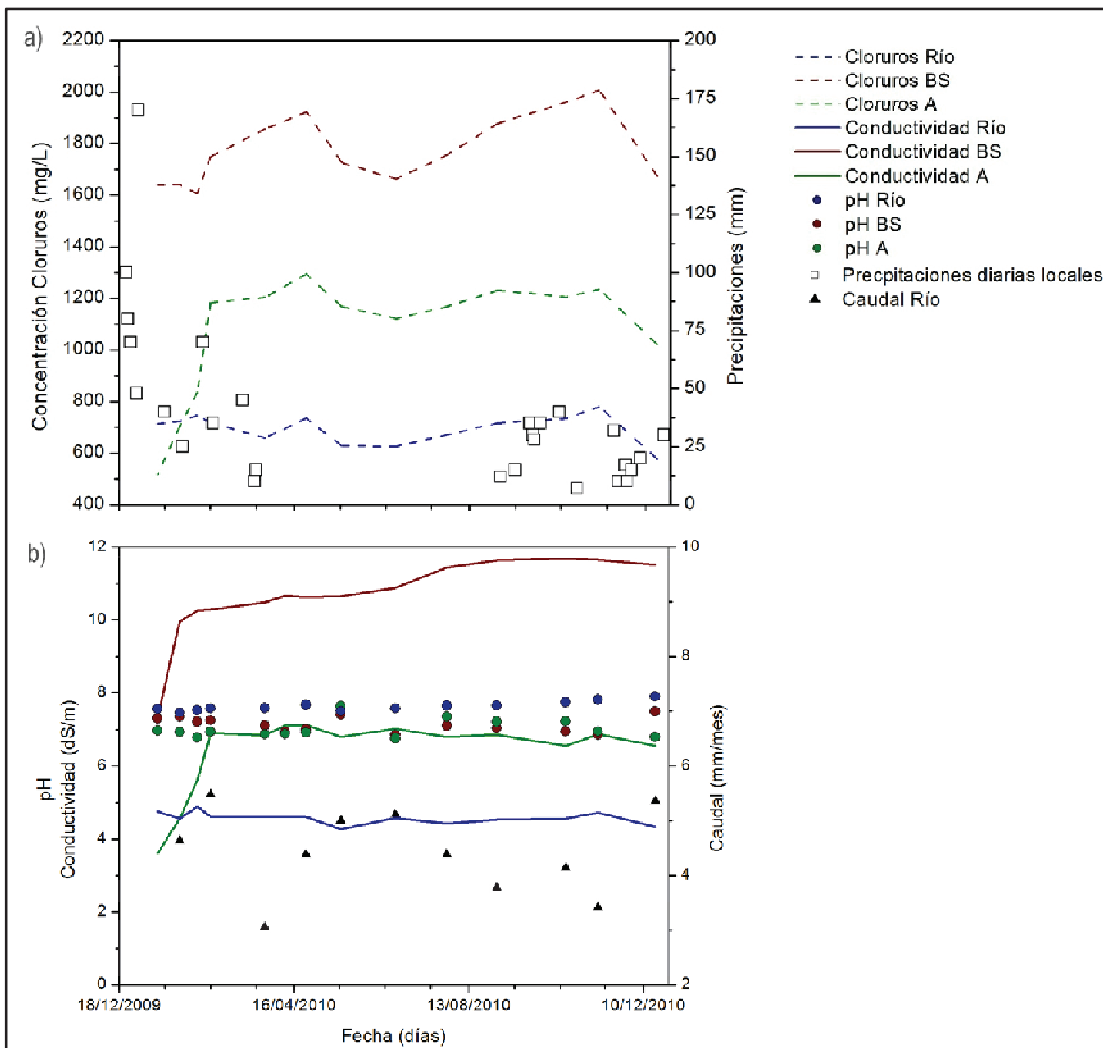 a)
2200
2000
1800
1600
1400
1200
1000
800
600
400
Concentración Cloruros (mg/L)
200
175
150
125
100
75
50
25
0
Precipitaciones (mm)
Cloruros Río
Cloruros BS
Cloruros A
Conductividad Río
Conductividad BS
Conductividad A
pH Río
pH BS
pH A
Precpitaciones diarias locales
Caudal Río
b)
12
10
8
6
4
2
0
pH
Conductividad (dS/m)
10
8
6
4
2
Caudal (mm/mes)
18/12/2009
16/04/2010
13/08/2010
10/12/2010
Fecha (días)